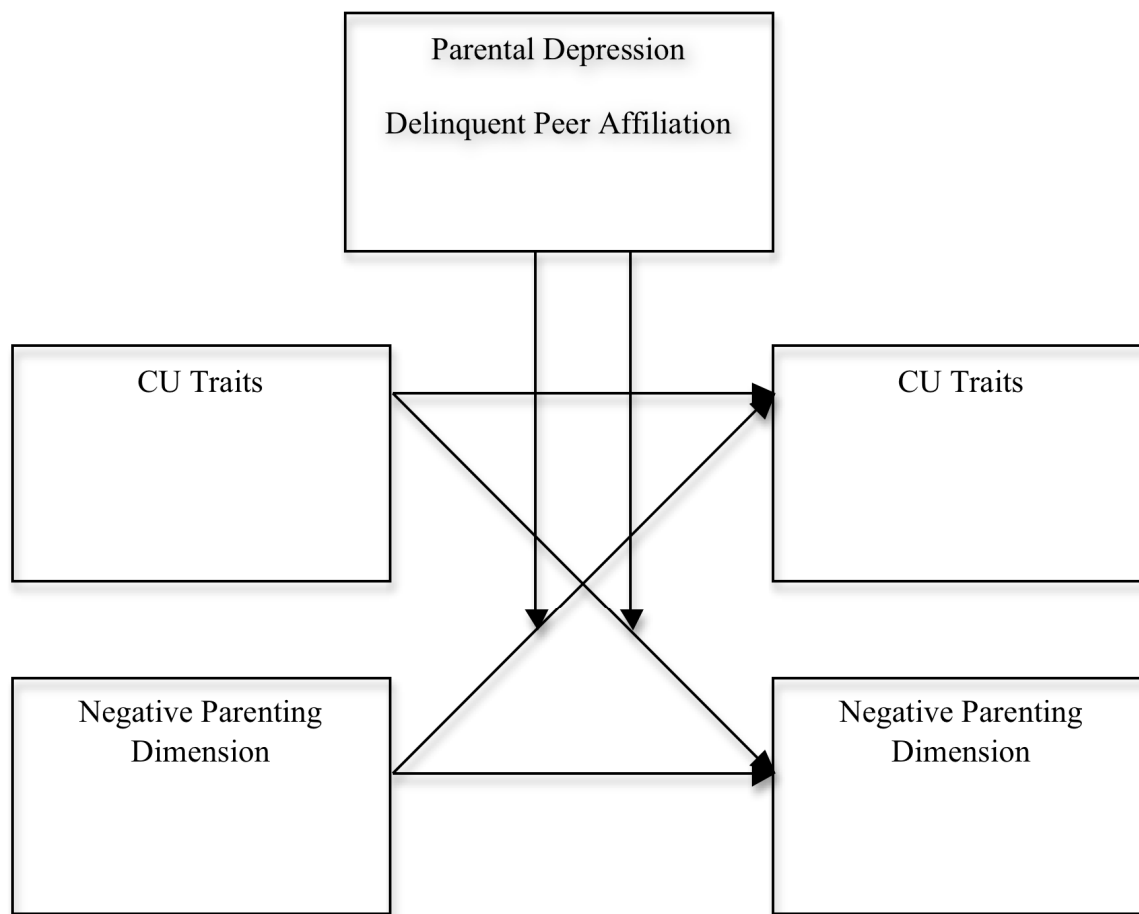 Parental Depression
Delinquent Peer Affiliation
CU Traits
CU Traits
Negative Parenting
Dimension
Negative Parenting
Dimension